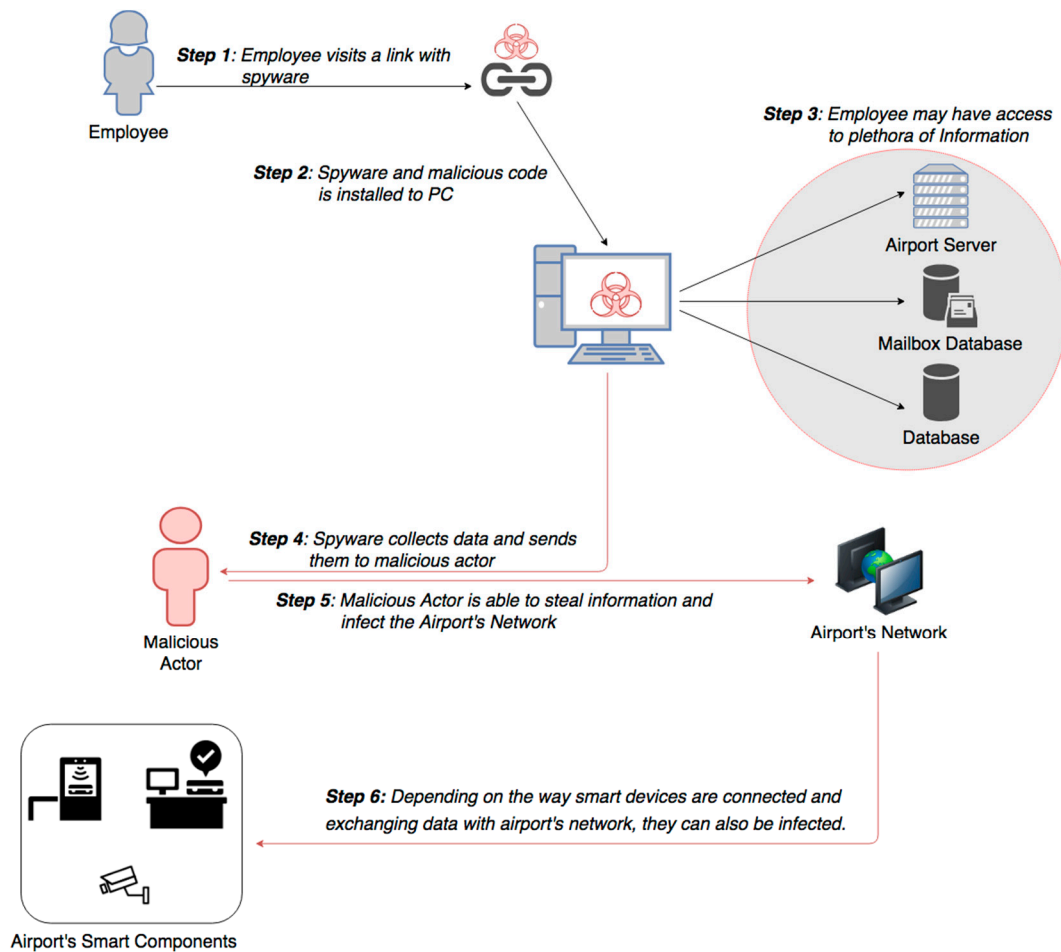 Step 1: Employee visits a link with
spyware
Employee
Step 2: Spyware and malicious code
is installed to PC
Step 3: Employee may have access
to plethora of Information
Airport Server
Mailbox Database
Database
Step 4: Spyware collects data and sends
them to malicious actor
Step 5: Malicious Actor is able to steal information and
infect the Airport's Network
Malicious
Actor
Airport's Network
Step 6: Depending on the way smart devices are connected and
exchanging data with airport's network, they can also be infected.
Airport's Smart Components